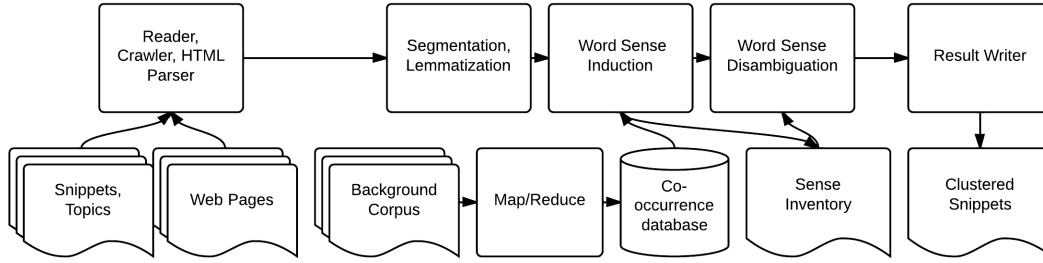 Reader,
Crawler, HTML
Parser
Segmentation,
Lemmatization
Word Sense
Induction
Word Sense
Disambiguation
Result Writer
Snippets,
Topics
Web Pages
Background
Corpus
Map/Reduce
Co-
occurrence
database
Sense
Inventory
Clustered
Snippets